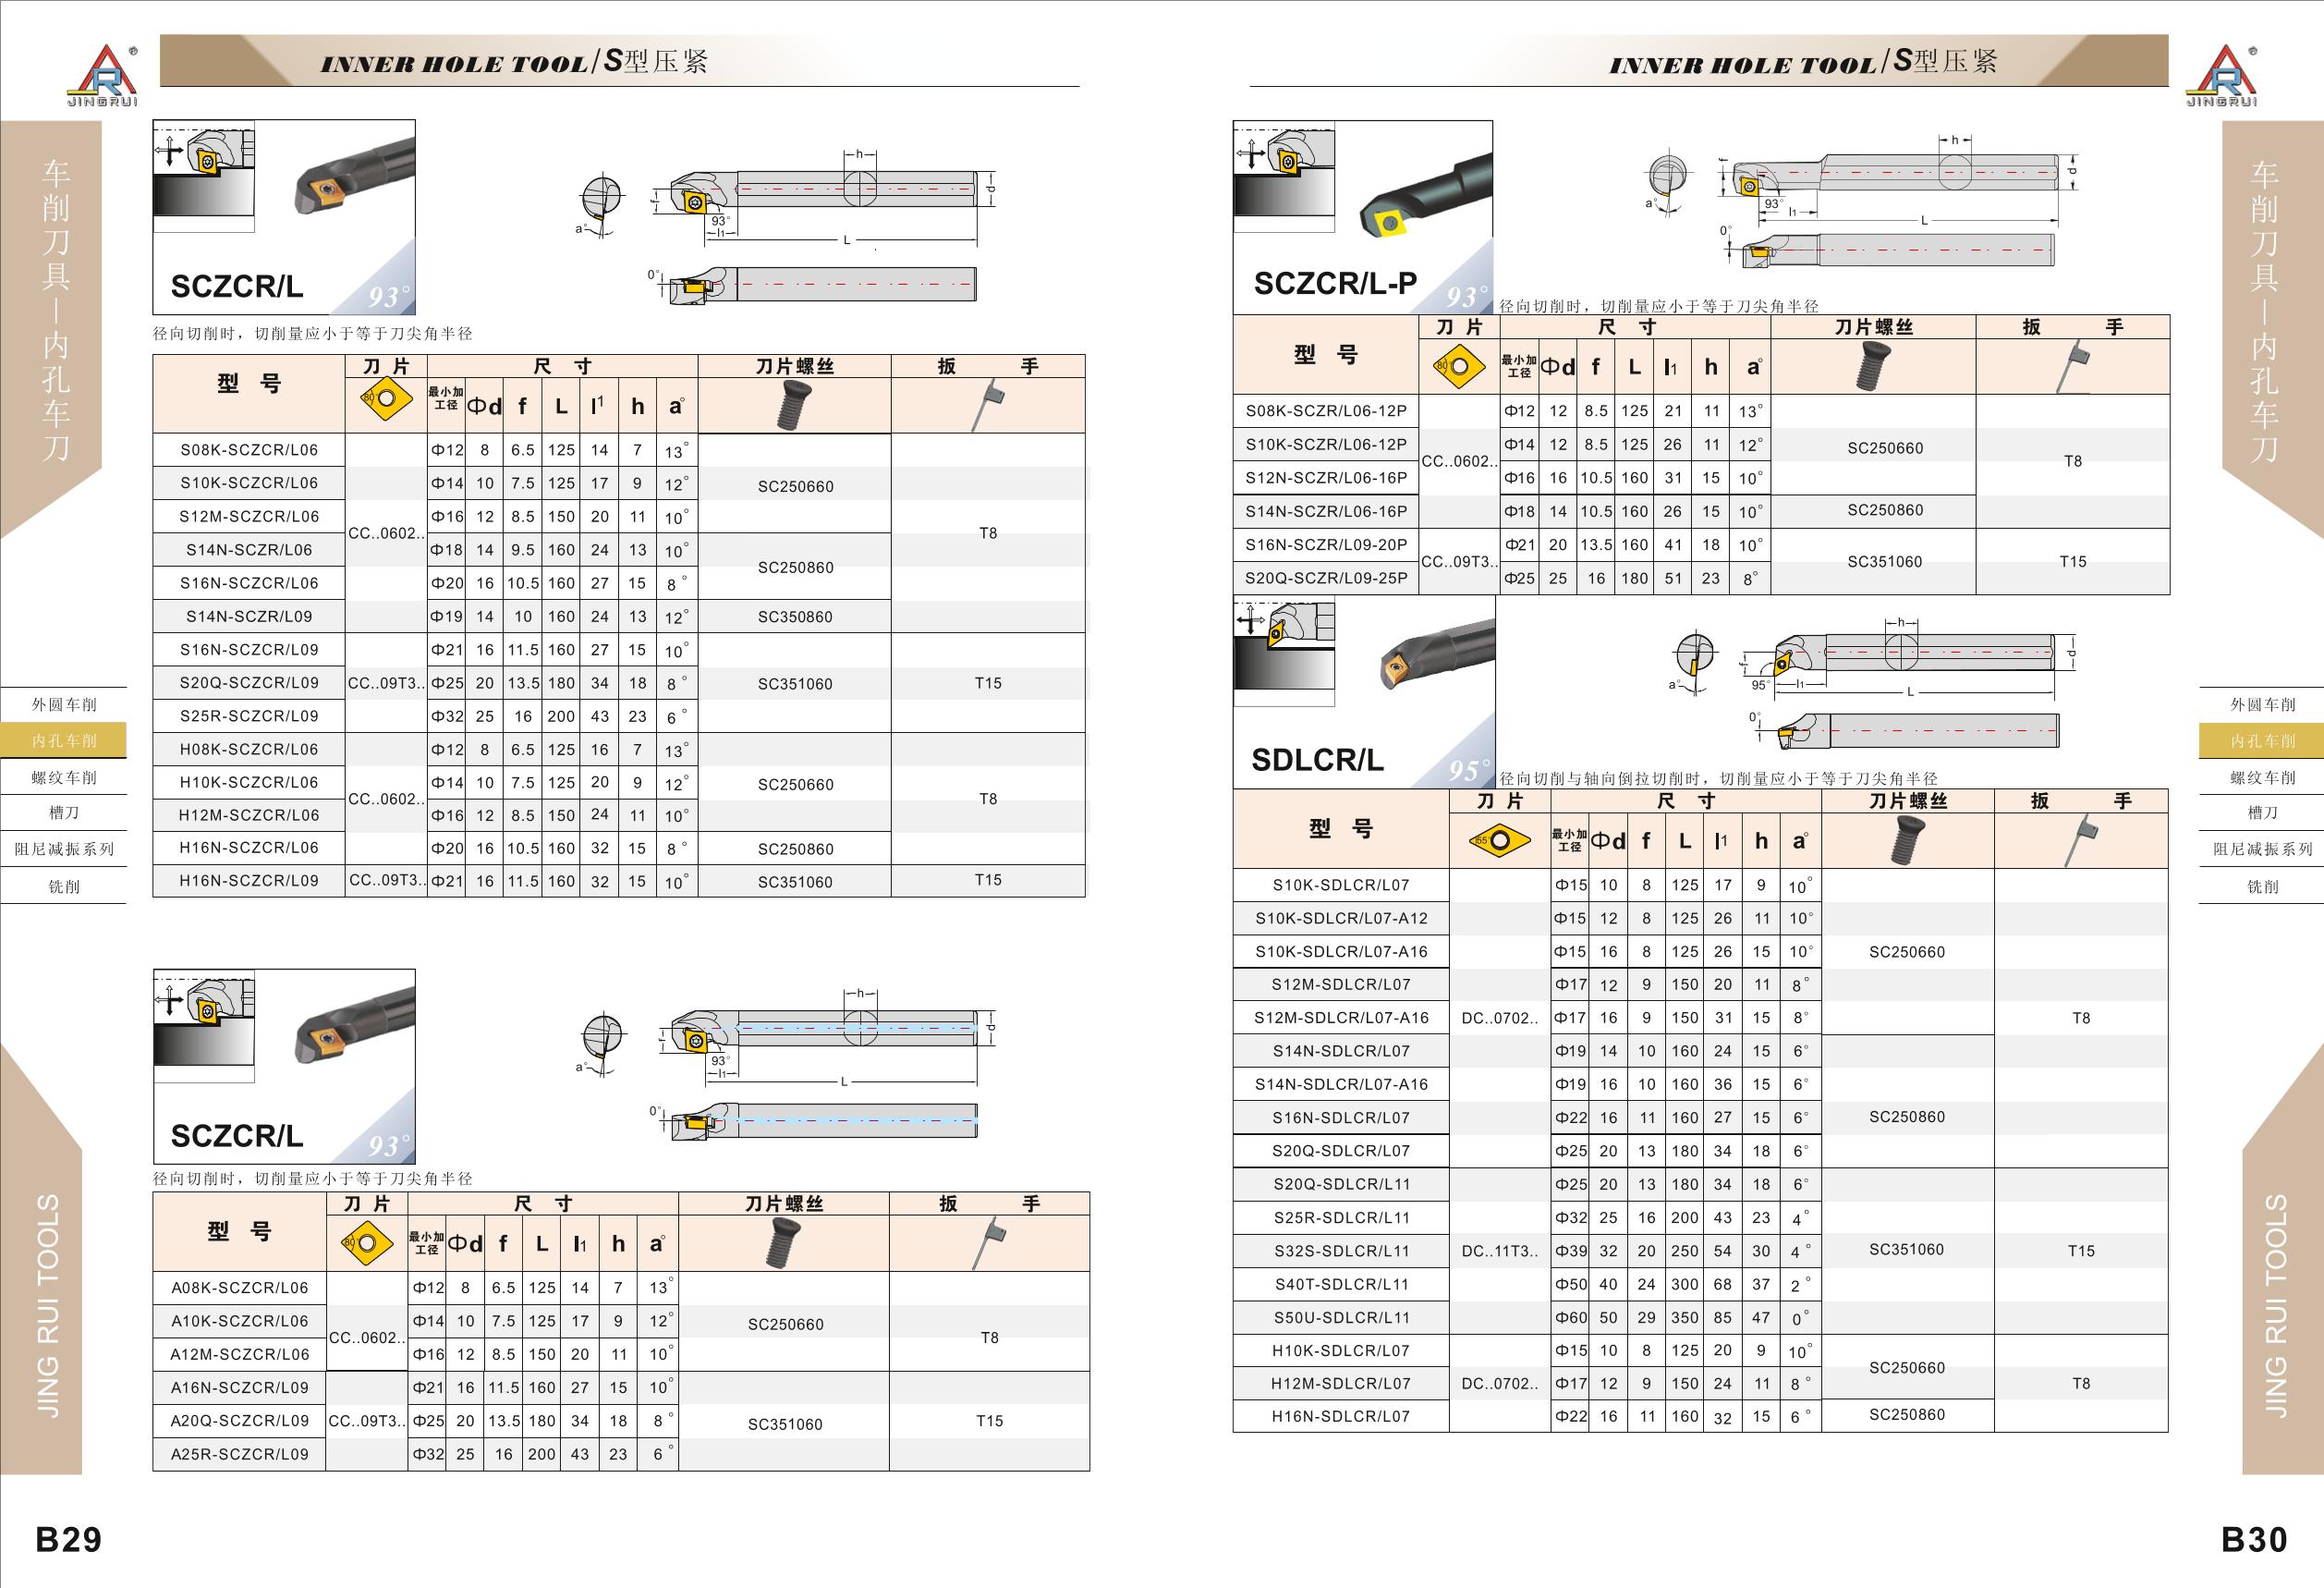 JINGRUI
INNER HOLE TOOL/S型压紧
车削刀具—内孔车刀
外圆车削
内孔车削
螺纹车削
槽刀
阻尼减振系列
铣削
JING RUI TOOLS
B29
SCZCR/L 93°
a° f 93° l1 h d L 0°
径向切削时，切削量应小于等于刀尖角半径
型 号 刀 片 尺 寸 刀片螺丝 扳 手
80° 最小加工径 Φd f L l1 h a°
S08K-SCZCR/L06 CC..0602.. Φ12 8 6.5 125 14 7 13° SC250660 T8
S10K-SCZCR/L06 Φ14 10 7.5 125 17 9 12°
S12M-SCZCR/L06 Φ16 12 8.5 150 20 11 10°
S14N-SCZR/L06 Φ18 14 9.5 160 24 13 10° SC250860
S16N-SCZCR/L06 Φ20 16 10.5 160 27 15 8°
S14N-SCZR/L09 Φ19 14 10 160 24 13 12° SC350860
S16N-SCZCR/L09 CC..09T3.. Φ21 16 11.5 160 27 15 10° SC351060 T15
S20Q-SCZCR/L09 Φ25 20 13.5 180 34 18 8°
S25R-SCZCR/L09 Φ32 25 16 200 43 23 6°
H08K-SCZCR/L06 CC..0602.. Φ12 8 6.5 125 16 7 13° SC250660 T8
H10K-SCZCR/L06 Φ14 10 7.5 125 20 9 12°
H12M-SCZCR/L06 Φ16 12 8.5 150 24 11 10°
H16N-SCZCR/L06 Φ20 16 10.5 160 32 15 8° SC250860
H16N-SCZCR/L09 CC..09T3.. Φ21 16 11.5 160 32 15 10° SC351060 T15
SCZCR/L 93°
a° f 93° l1 h d L 0°
径向切削时，切削量应小于等于刀尖角半径
型 号 刀 片 尺 寸 刀片螺丝 扳 手
80° 最小加工径 Φd f L l1 h a°
A08K-SCZCR/L06 CC..0602.. Φ12 8 6.5 125 14 7 13° SC250660 T8
A10K-SCZCR/L06 Φ14 10 7.5 125 17 9 12°
A12M-SCZCR/L06 Φ16 12 8.5 150 20 11 10°
A16N-SCZCR/L09 CC..09T3.. Φ21 16 11.5 160 27 15 10° SC351060 T15
A20Q-SCZCR/L09 Φ25 20 13.5 180 34 18 8°
A25R-SCZCR/L09 Φ32 25 16 200 43 23 6°
INNER HOLE TOOL/S型压紧
JINGRUI
SCZCR/L-P 93°
a° f 93° l1 h d L 0°
径向切削时，切削量应小于等于刀尖角半径
型 号 刀 片 尺 寸 刀片螺丝 扳 手
80° 最小加工径 Φd f L l1 h a°
S08K-SCZR/L06-12P CC..0602.. Φ12 12 8.5 125 21 11 13° SC250660 T8
S10K-SCZR/L06-12P Φ14 12 8.5 125 26 11 12°
S12N-SCZR/L06-16P Φ16 16 10.5 160 31 15 10°
S14N-SCZR/L06-16P Φ18 14 10.5 160 26 15 10° SC250860
S16N-SCZR/L09-20P CC..09T3.. Φ21 20 13.5 160 41 18 10° SC351060 T15
S20Q-SCZR/L09-25P Φ25 25 16 180 51 23 8°
SDLCR/L 95°
a° f 95° l1 h d L 0°
径向切削与轴向倒拉切削时，切削量应小于等于刀尖角半径
型 号 刀 片 尺 寸 刀片螺丝 扳 手
55° 最小加工径 Φd f L l1 h a°
S10K-SDLCR/L07 DC..0702.. Φ15 10 8 125 17 9 10° SC250660 T8
S10K-SDLCR/L07-A12 Φ15 12 8 125 26 11 10°
S10K-SDLCR/L07-A16 Φ15 16 8 125 26 15 10°
S12M-SDLCR/L07 Φ17 12 9 150 20 11 8°
S12M-SDLCR/L07-A16 Φ17 16 9 150 31 15 8°
S14N-SDLCR/L07 Φ19 14 10 160 24 15 6° SC250860
S14N-SDLCR/L07-A16 Φ19 16 10 160 36 15 6°
S16N-SDLCR/L07 Φ22 16 11 160 27 15 6°
S20Q-SDLCR/L07 Φ25 20 13 180 34 18 6°
S20Q-SDLCR/L11 DC..11T3.. Φ25 20 13 180 34 18 6° SC351060 T15
S25R-SDLCR/L11 Φ32 25 16 200 43 23 4°
S32S-SDLCR/L11 Φ39 32 20 250 54 30 4°
S40T-SDLCR/L11 Φ50 40 24 300 68 37 2°
S50U-SDLCR/L11 Φ60 50 29 350 85 47 0°
H10K-SDLCR/L07 DC..0702.. Φ15 10 8 125 20 9 10° SC250660 T8
H12M-SDLCR/L07 Φ17 12 9 150 24 11 8°
H16N-SDLCR/L07 Φ22 16 11 160 32 15 6° SC250860
车削刀具—内孔车刀
外圆车削
内孔车削
螺纹车削
槽刀
阻尼减振系列
铣削
JING RUI TOOLS
B30